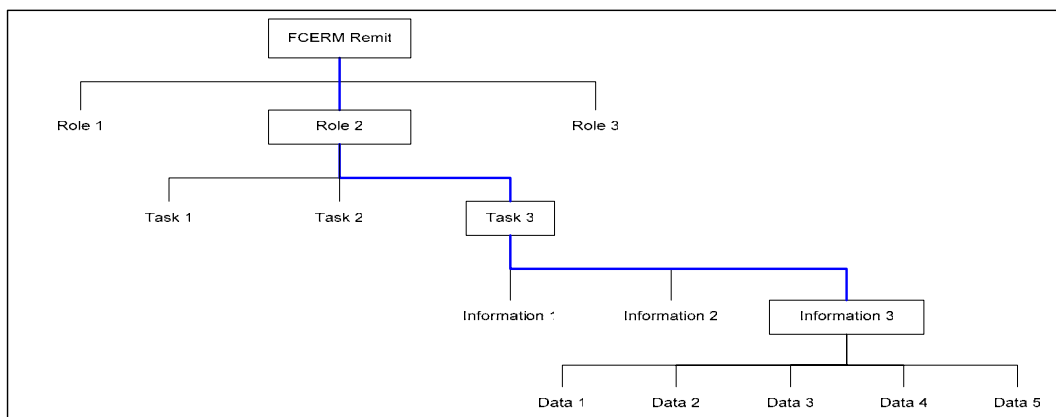 FCERM Remit
Role 1
Role 2
Role 3
Task 1
Task 2
Task 3
Information 1
Information 2
Information 3
Data 1
Data 2
Data 3
Data 4
Data 5